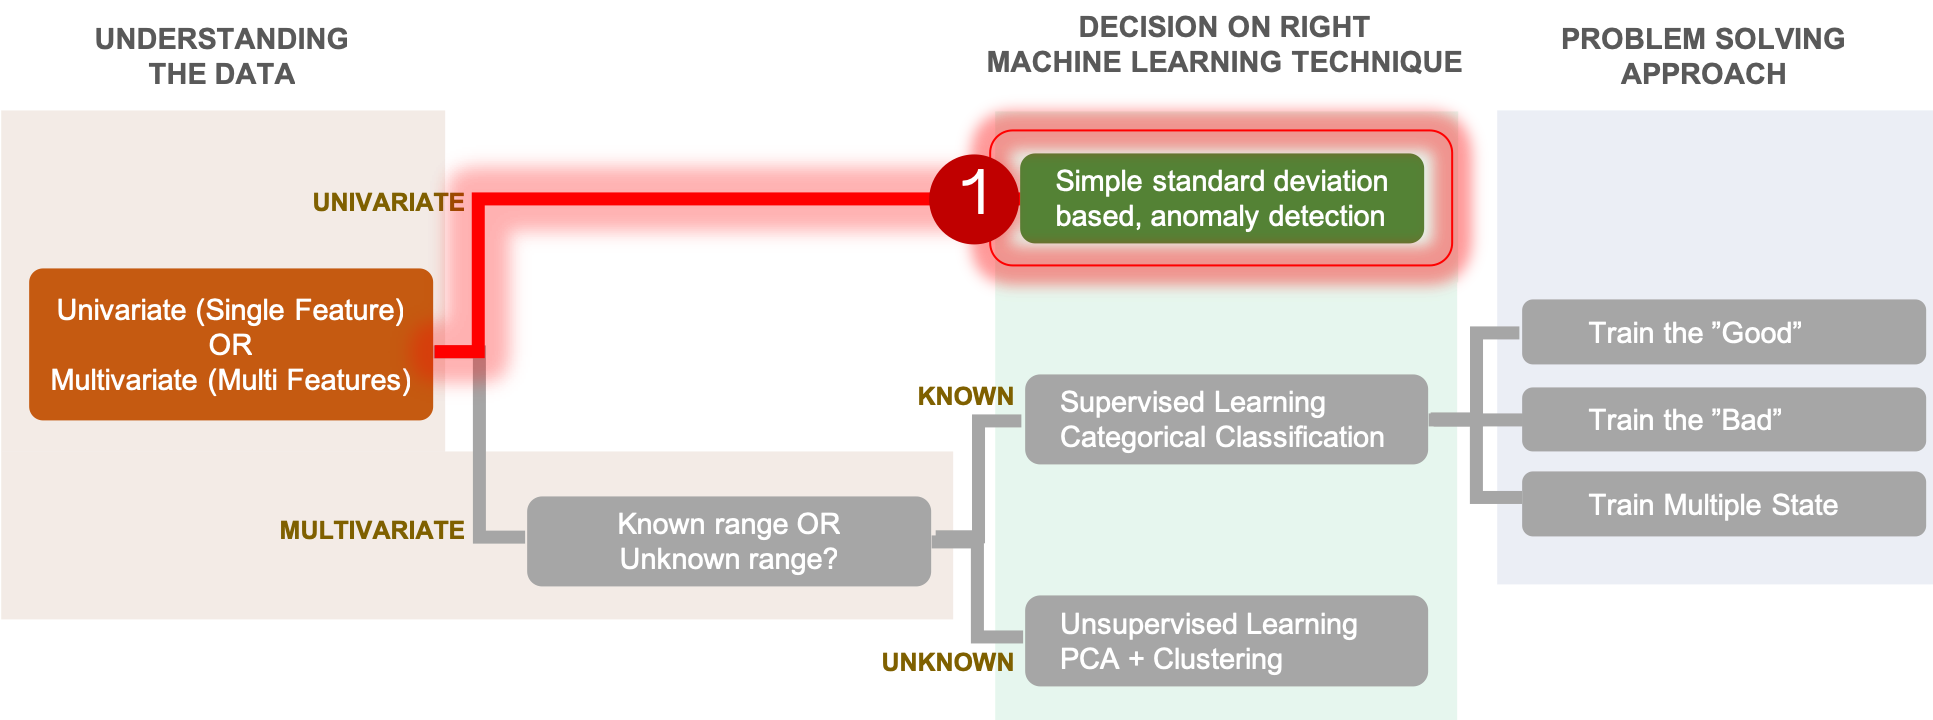 UNDERSTANDING
THE DATA
DECISION ON RIGHT
MACHINE LEARNING TECHNIQUE
PROBLEM SOLVING
APPROACH
UNIVARIATE
1
Simple standard deviation
based, anomaly detection
Univariate (Single Feature)
OR
Multivariate (Multi Features)
MULTIVARIATE
Known range OR
Unknown range?
KNOWN
Supervised Learning
Categorical Classification
UNKNOWN
Unsupervised Learning
PCA + Clustering
Train the ”Good”
Train the ”Bad”
Train Multiple State